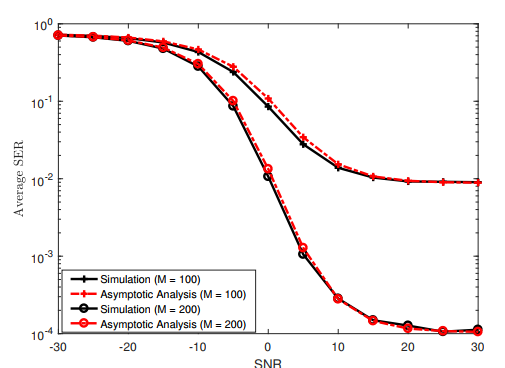 10^0
10^-1
10^-2
10^-3
10^-4
Average SER
-30 -20 -10 0 10 20 30
SNR
Simulation (M = 100)
Asymptotic Analysis (M = 100)
Simulation (M = 200)
Asymptotic Analysis (M = 200)